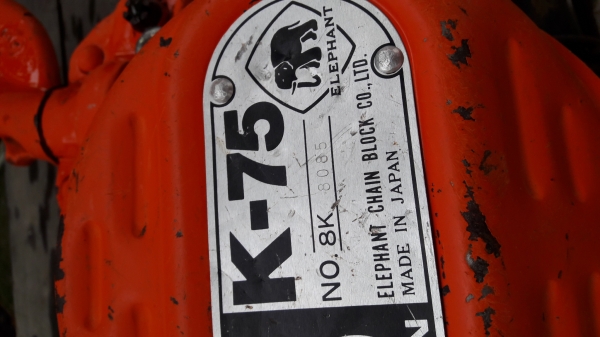 ELEPHANT
K-75
NO. 8K 8085
ELEPHANT CHAIN BLOCK CO.,LTD.
MADE IN JAPAN